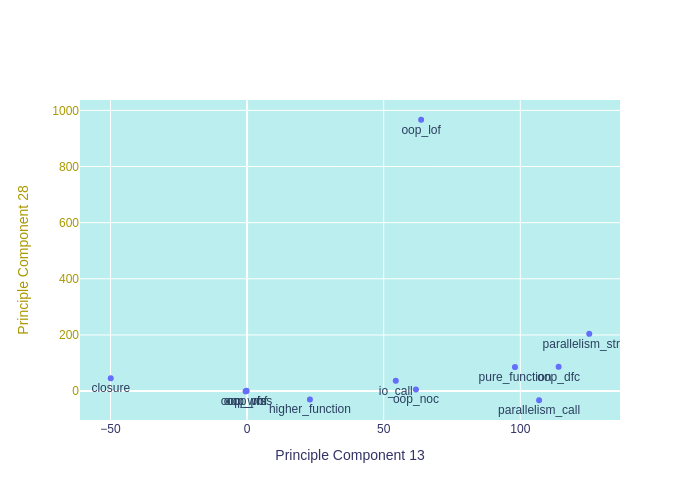 1000
oop_lof
800
600
400
200
parallelism_str
pure_function
oop_dfc
closure
io_call
0
oop_noc
higher_function
parallelism_call
−50
0
50
100
Principle Component 13
Principle Component 28